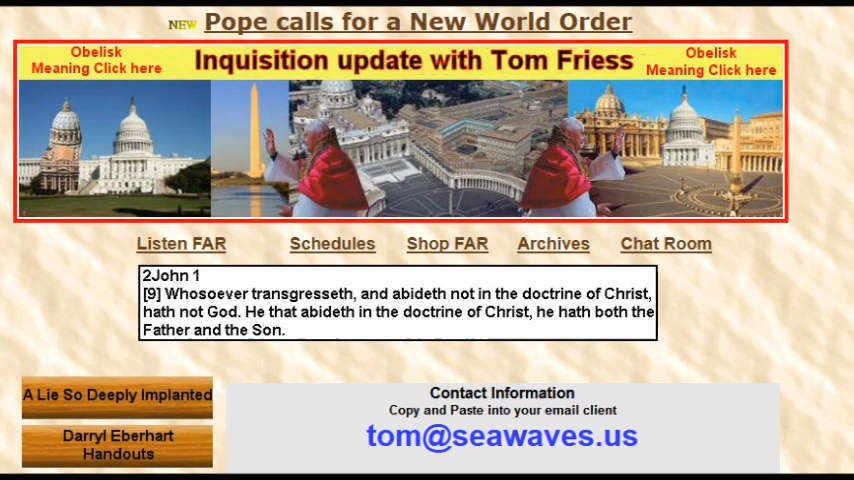 NEW Pope calls for a New World Order
Obelisk
Meaning Click here
Inquisition update with Tom Friess
Obelisk
Meaning Click here
Listen FAR Schedules Shop FAR Archives Chat Room
2John 1
[9] Whosoever transgresseth, and abideth not in the doctrine of Christ,
hath not God. He that abideth in the doctrine of Christ, he hath both the
Father and the Son.
A Lie So Deeply Implanted
Darryl Eberhart
Handouts
Contact Information
Copy and Paste into your email client
tom@seawaves.us